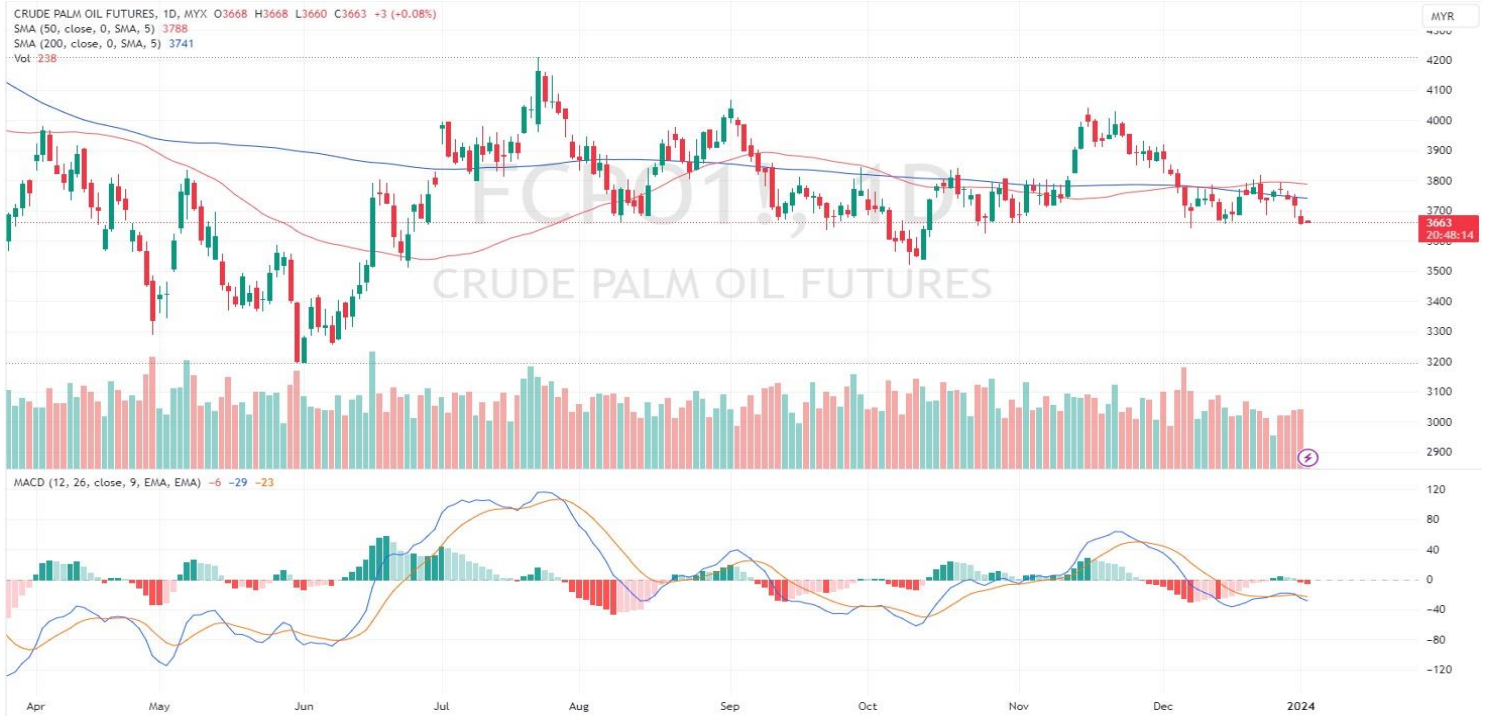 CRUDE PALM OIL FUTURES, 1D, MYX O3668 H3668 L3660 C3663 +3 (+0.08%)
SMA (50, close, 0, SMA, 5) 3788
SMA (200, close, 0, SMA, 5) 3741
Vol 238
MYR
4300
4200
4100
4000
3900
3800
3700
3663
20:48:14
3600
3500
3400
3300
3200
3100
3000
2900
FCPO1!, 1D
CRUDE PALM OIL FUTURES
MACD (12, 26, close, 9, EMA, EMA) −6 −29 −23
120
80
40
0
−40
−80
−120
Apr May Jun Jul Aug Sep Oct Nov Dec 2024